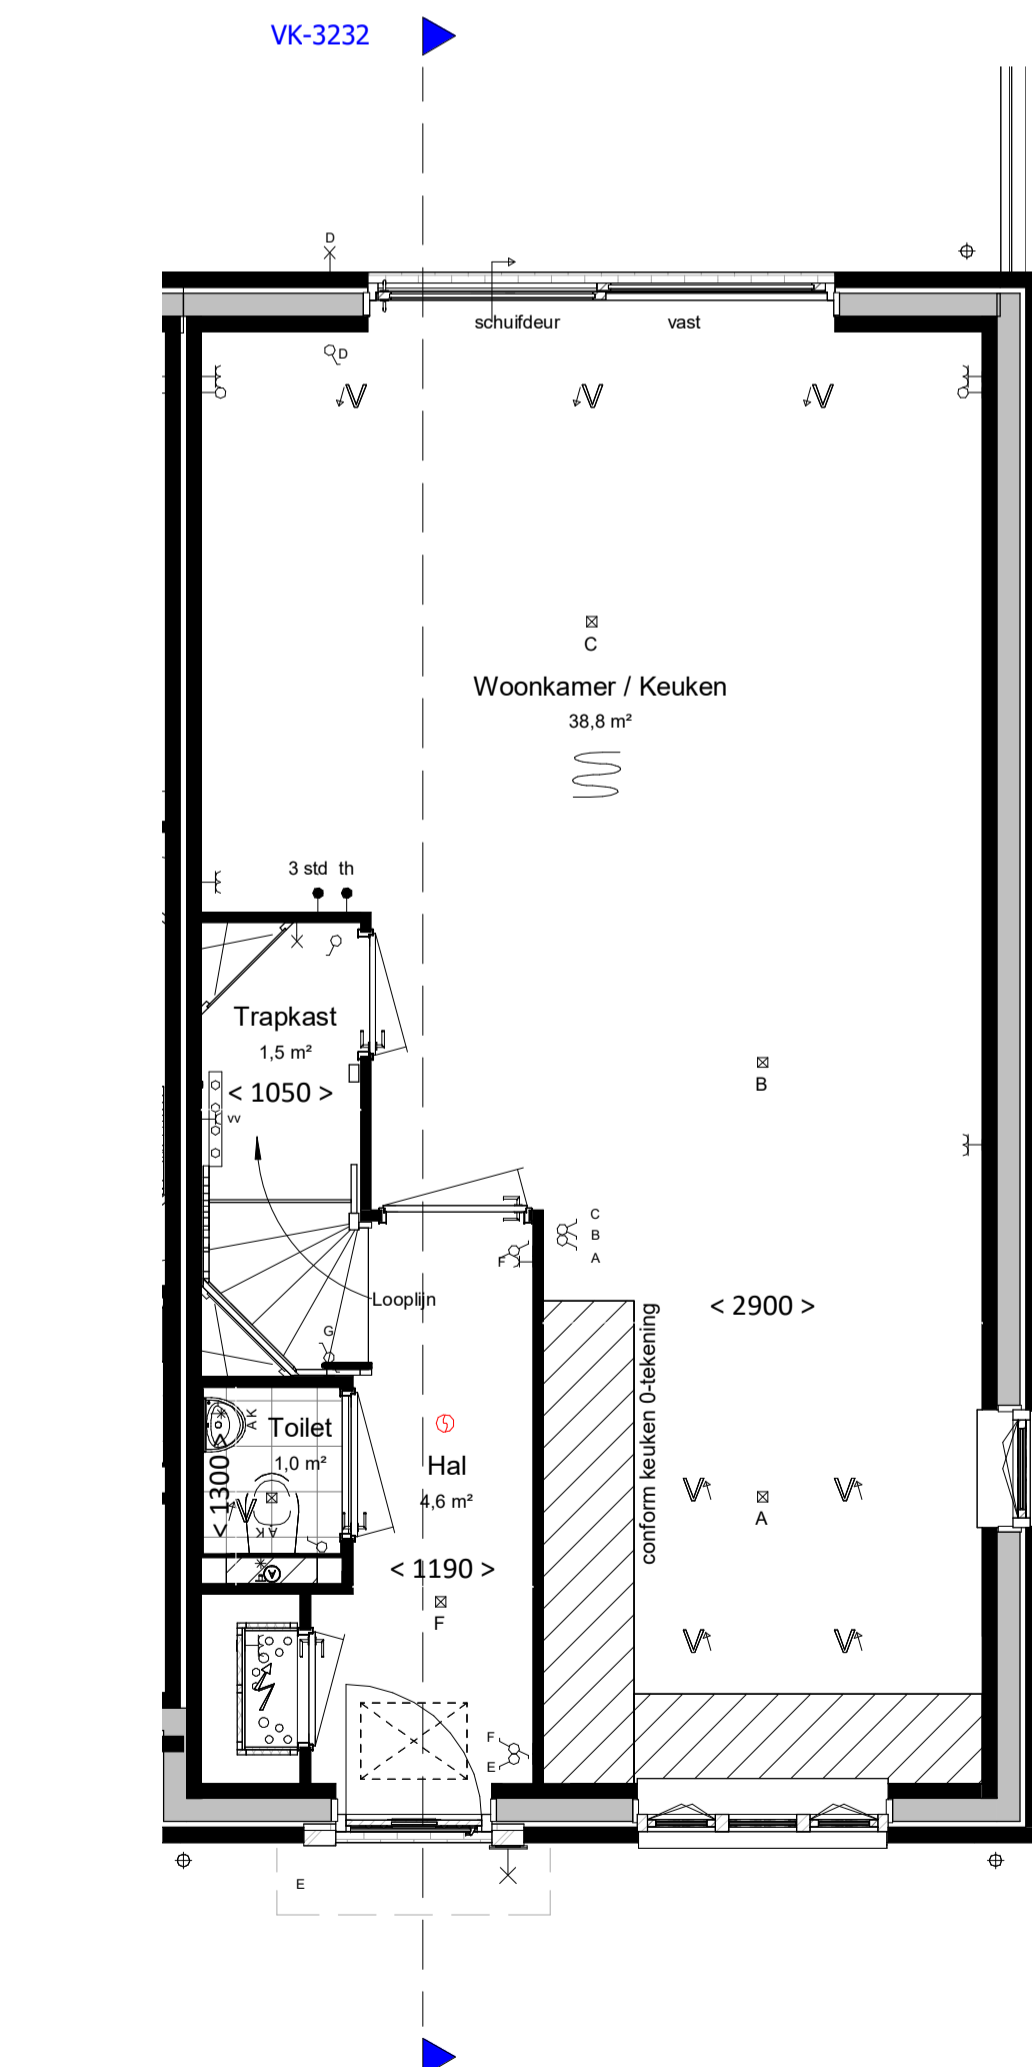 VK-3232
D
schuifdeur
vast
D
V
V
V
C
Woonkamer / Keuken
38,8 m²
3 std th
Trapkast
1,5 m²
< 1050 >
vv
B
C
B
A
F
Looplijn
< 2900 >
G
conform keuken 0-tekening
AK
Toilet
1,0 m²
< 1300 >
V
AK
Hal
4,6 m²
V
V
A
< 1190 >
A
F
V
V
F
E
E